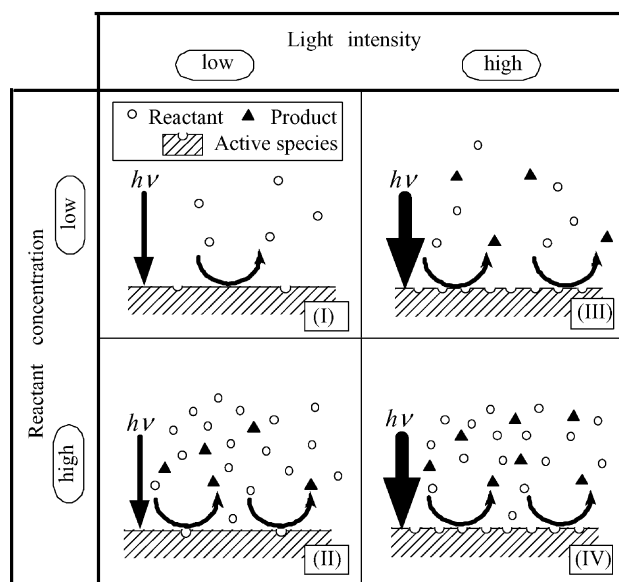 Light intensity
low
high
Reactant concentration
low
high
Reactant
Product
Active species
hν
(I)
hν
(III)
hν
(II)
hν
(IV)